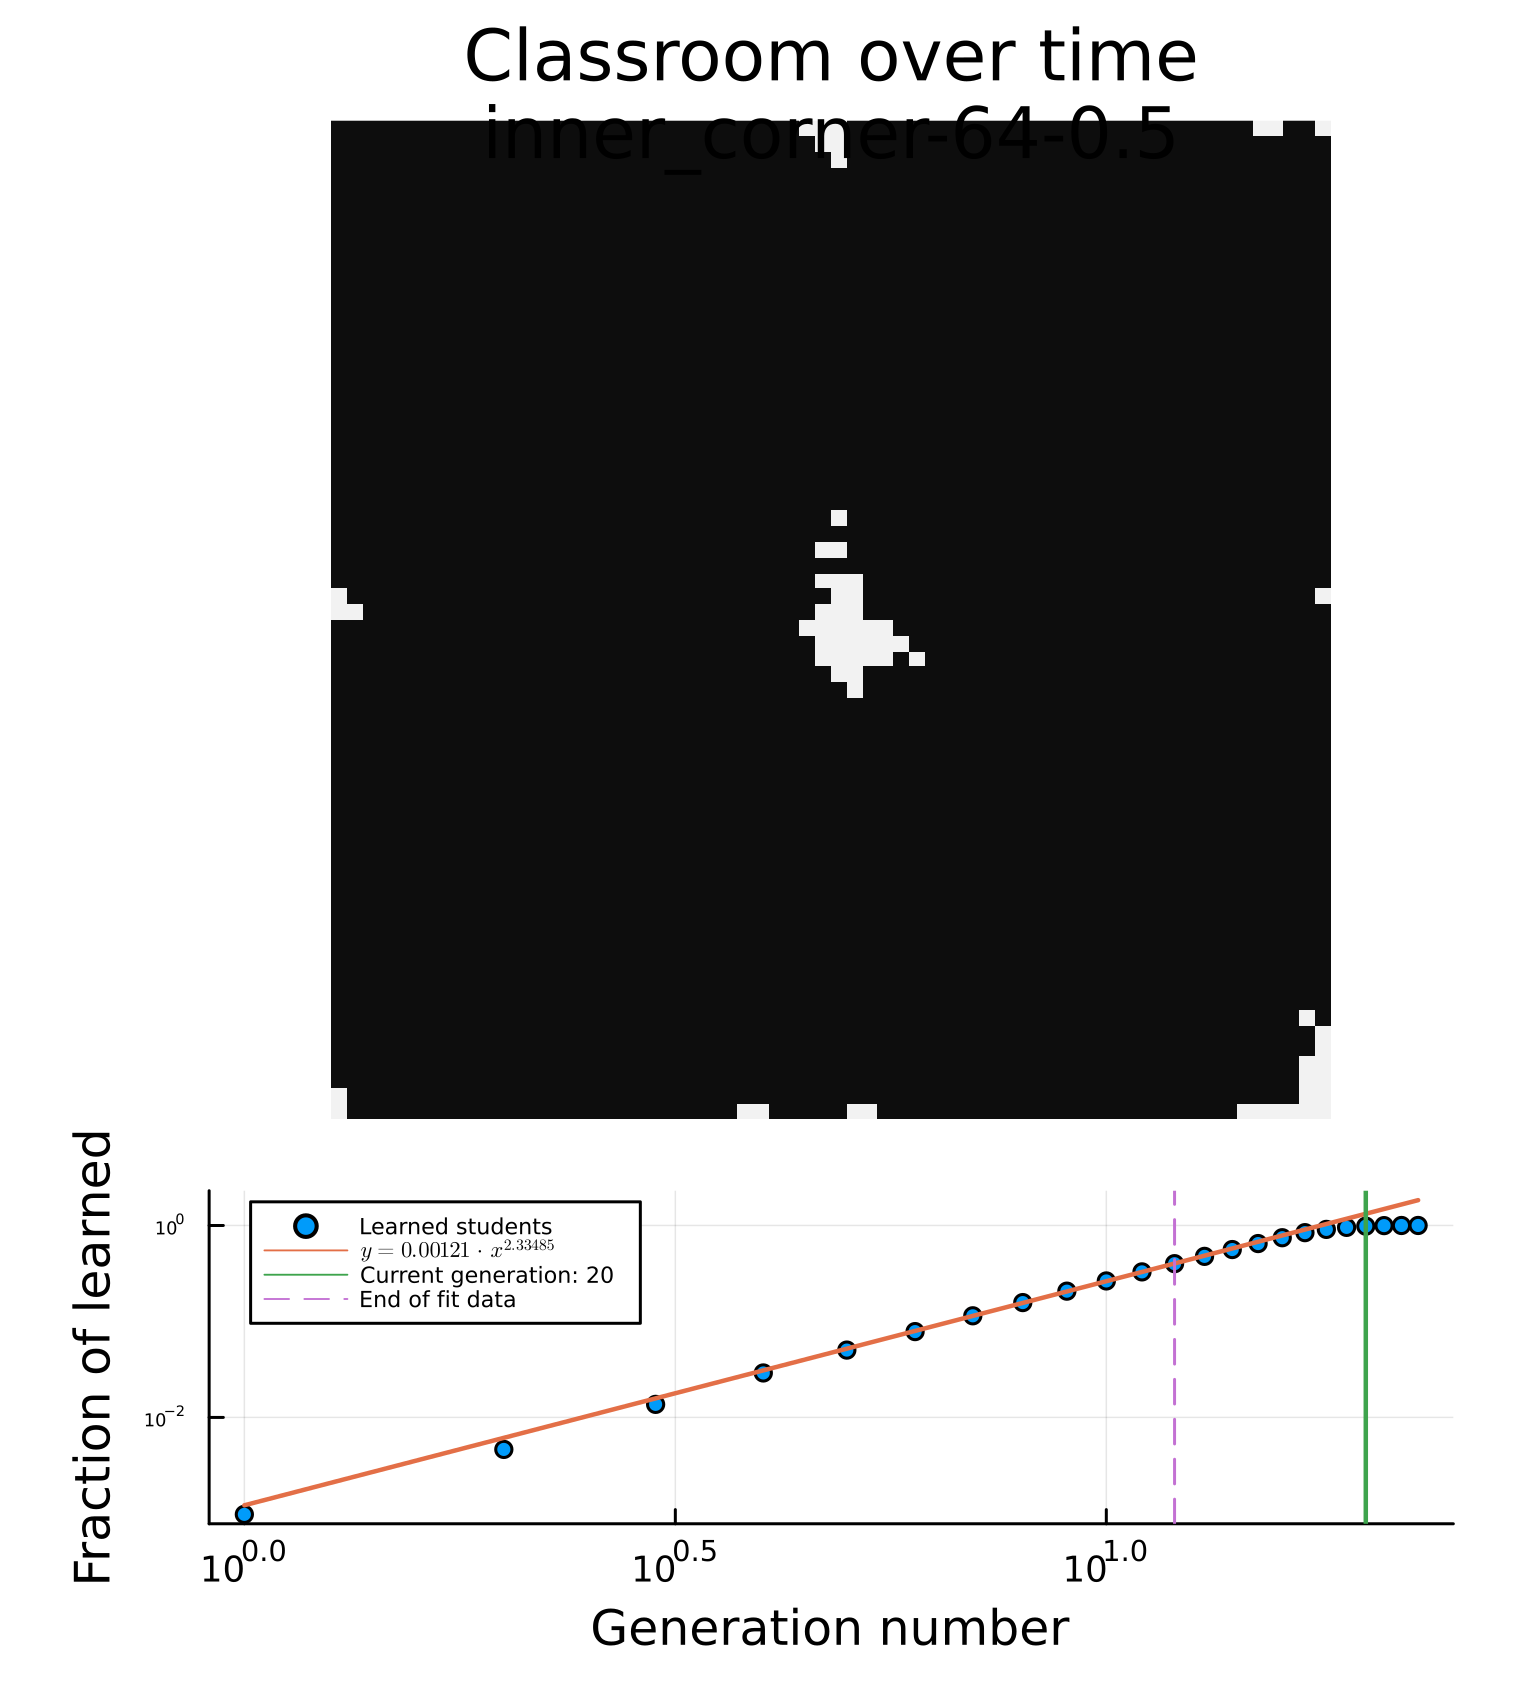 Classroom over time
inner_corner-64-0.5
Fraction of learned
10^0
10^-2
Learned students
y = 0.00121 · x^2.33485
Current generation: 20
End of fit data
10^0.0
10^0.5
10^1.0
Generation number